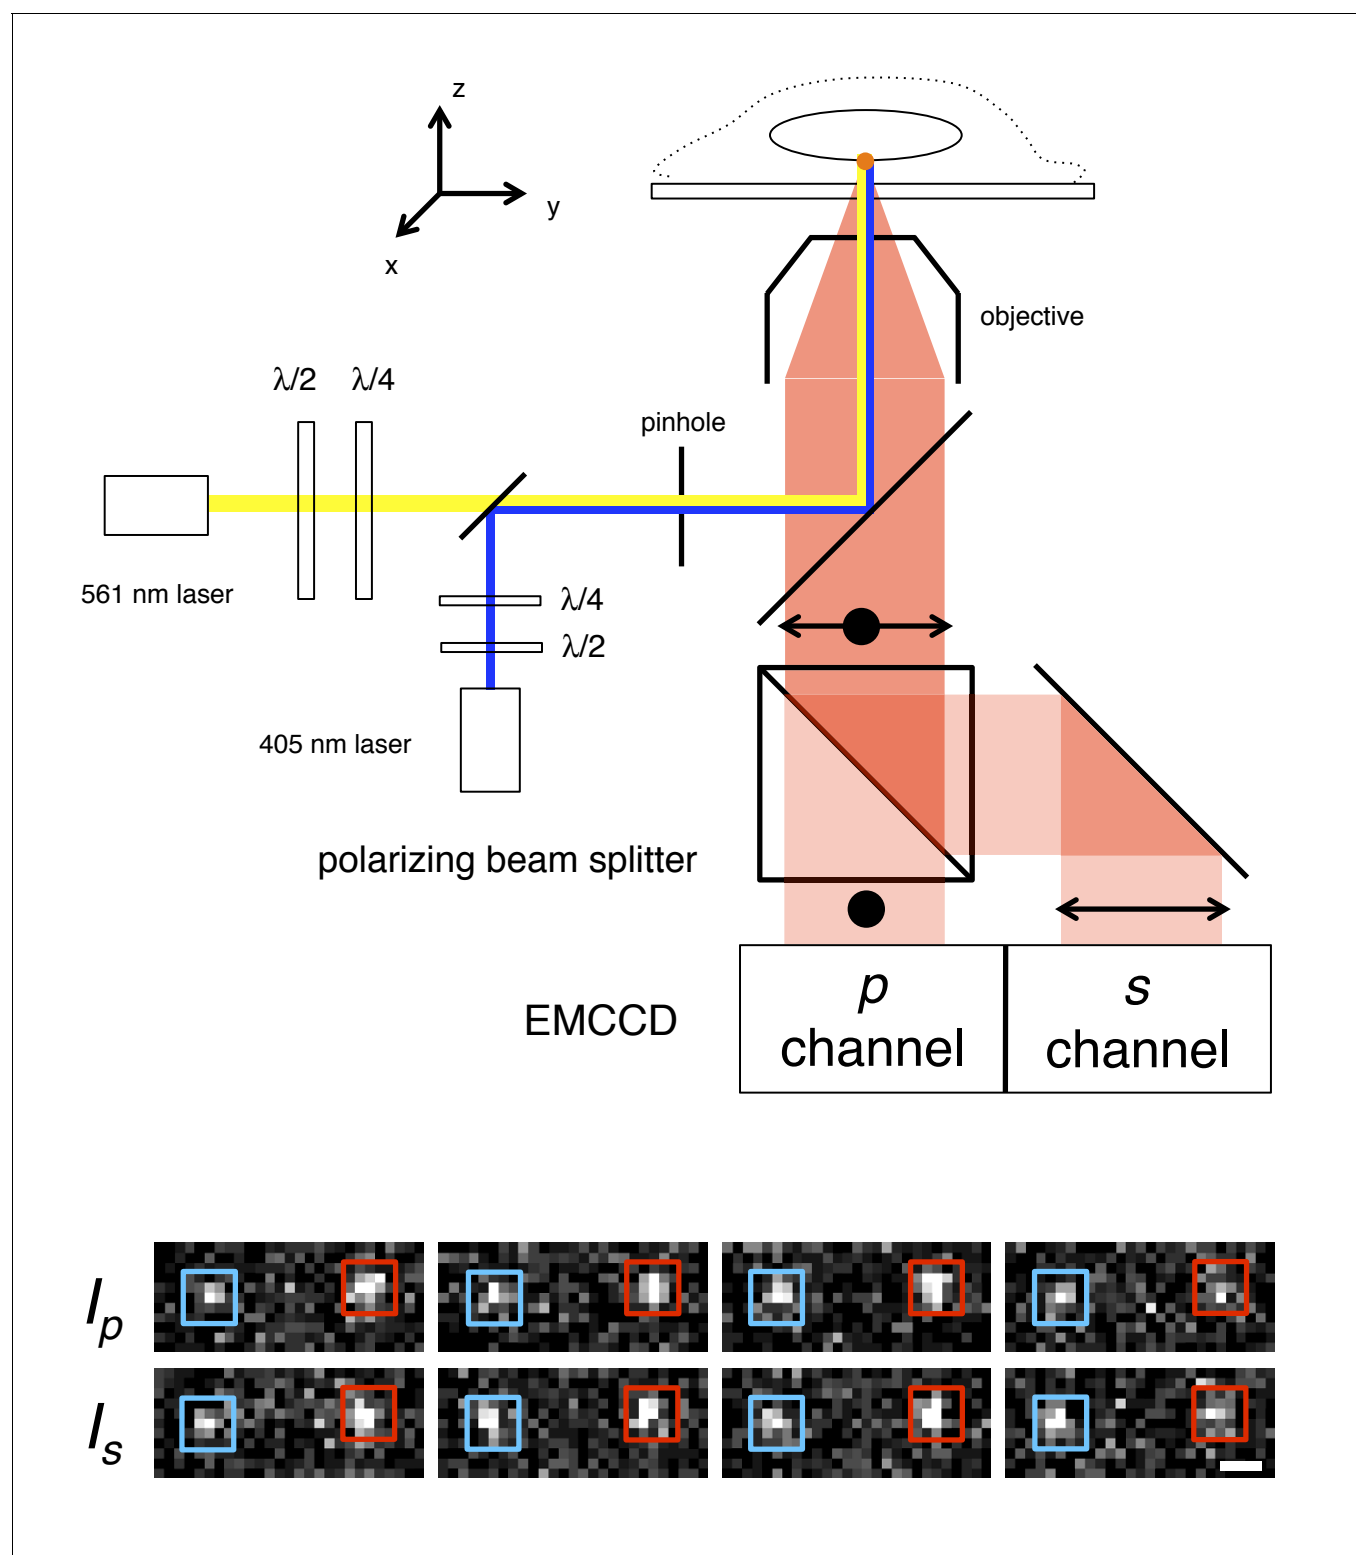 z
y
x
objective
λ/2
λ/4
pinhole
561 nm laser
λ/4
λ/2
405 nm laser
polarizing beam splitter
EMCCD
p
channel
s
channel
Ip
Is